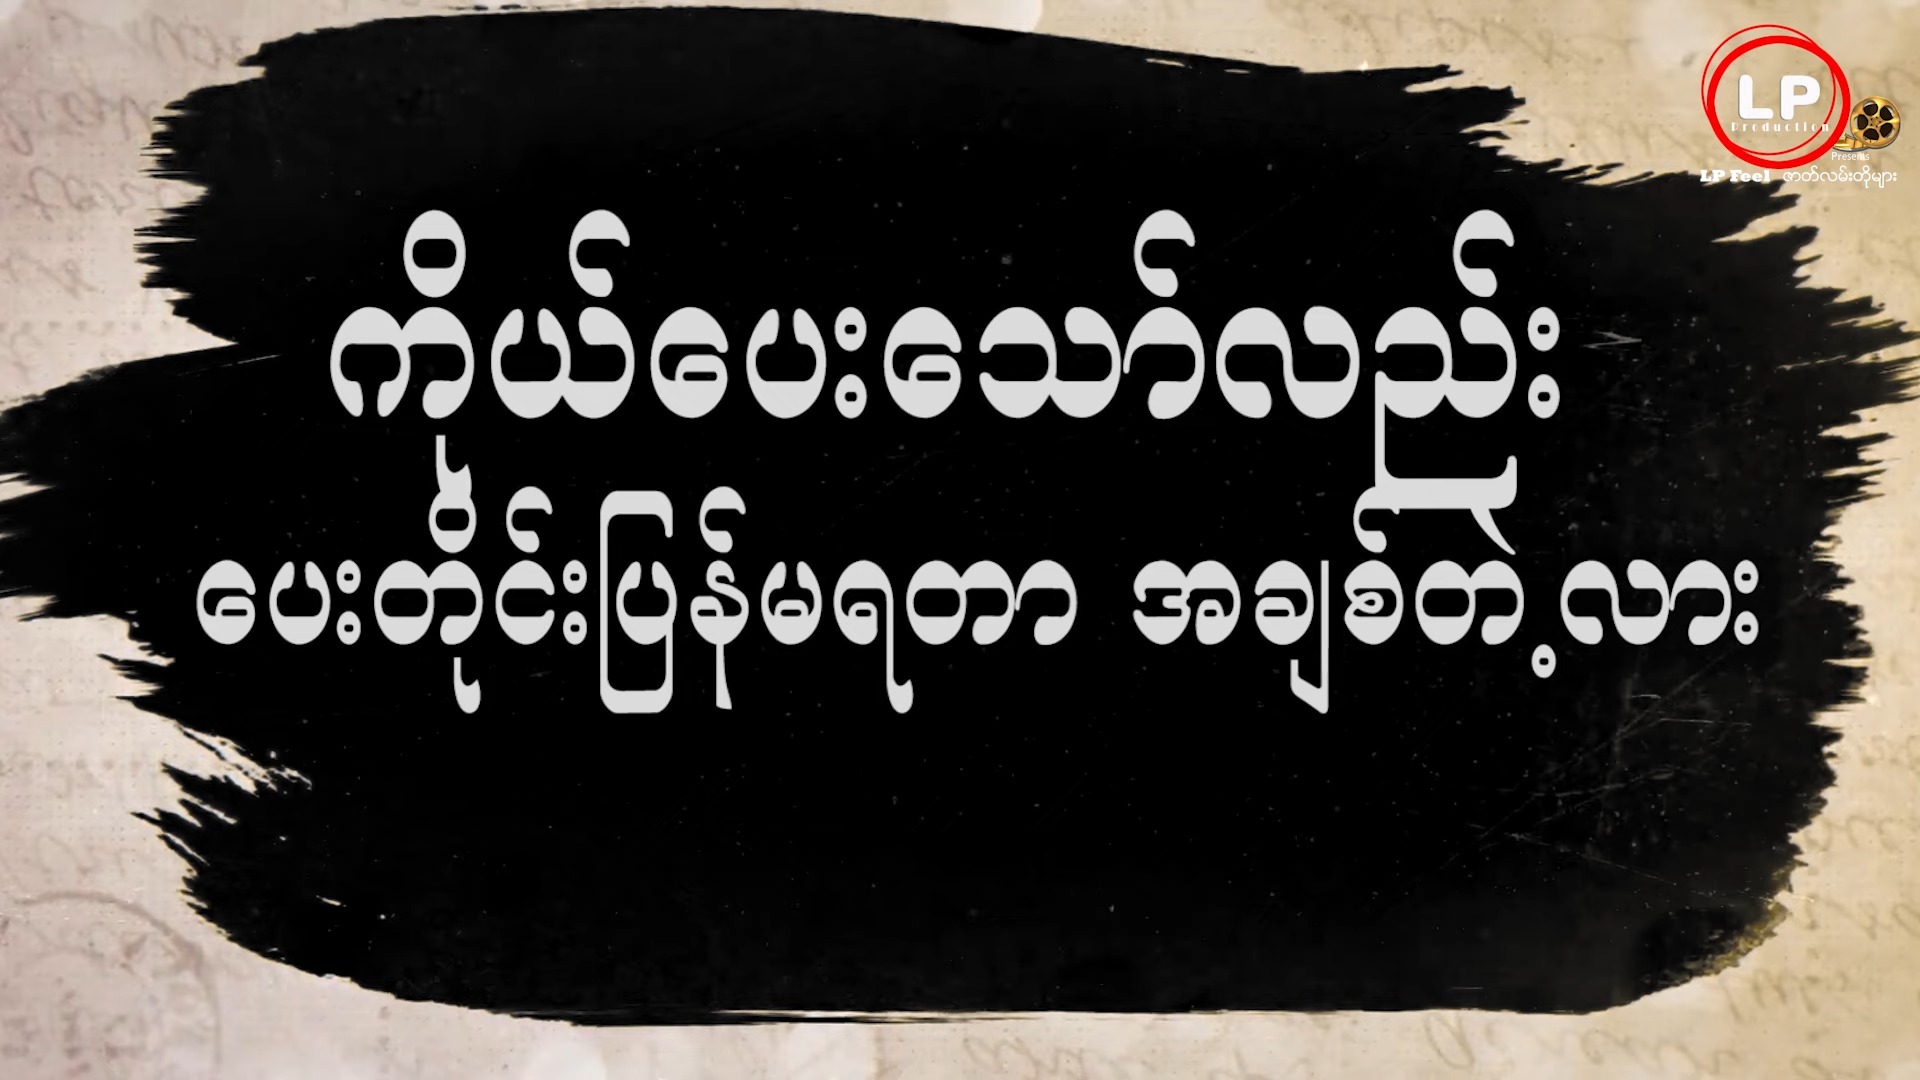 LP
Production
Presents
LP Feel ဇာတ်လမ်းတိုများ
ကိုယ်ပေးသော်လည်း
ပေးတိုင်းပြန်မရတာ အချစ်တဲ့လား